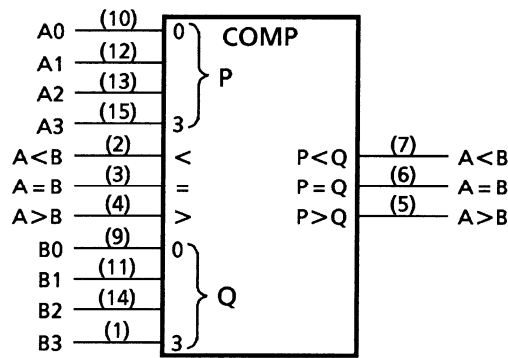 A0 (10) 0 COMP
A1 (12)
A2 (13) P
A3 (15) 3
A<B (2) < P<Q (7) A<B
A=B (3) = P=Q (6) A=B
A>B (4) > P>Q (5) A>B
B0 (9) 0
B1 (11)
B2 (14) Q
B3 (1) 3